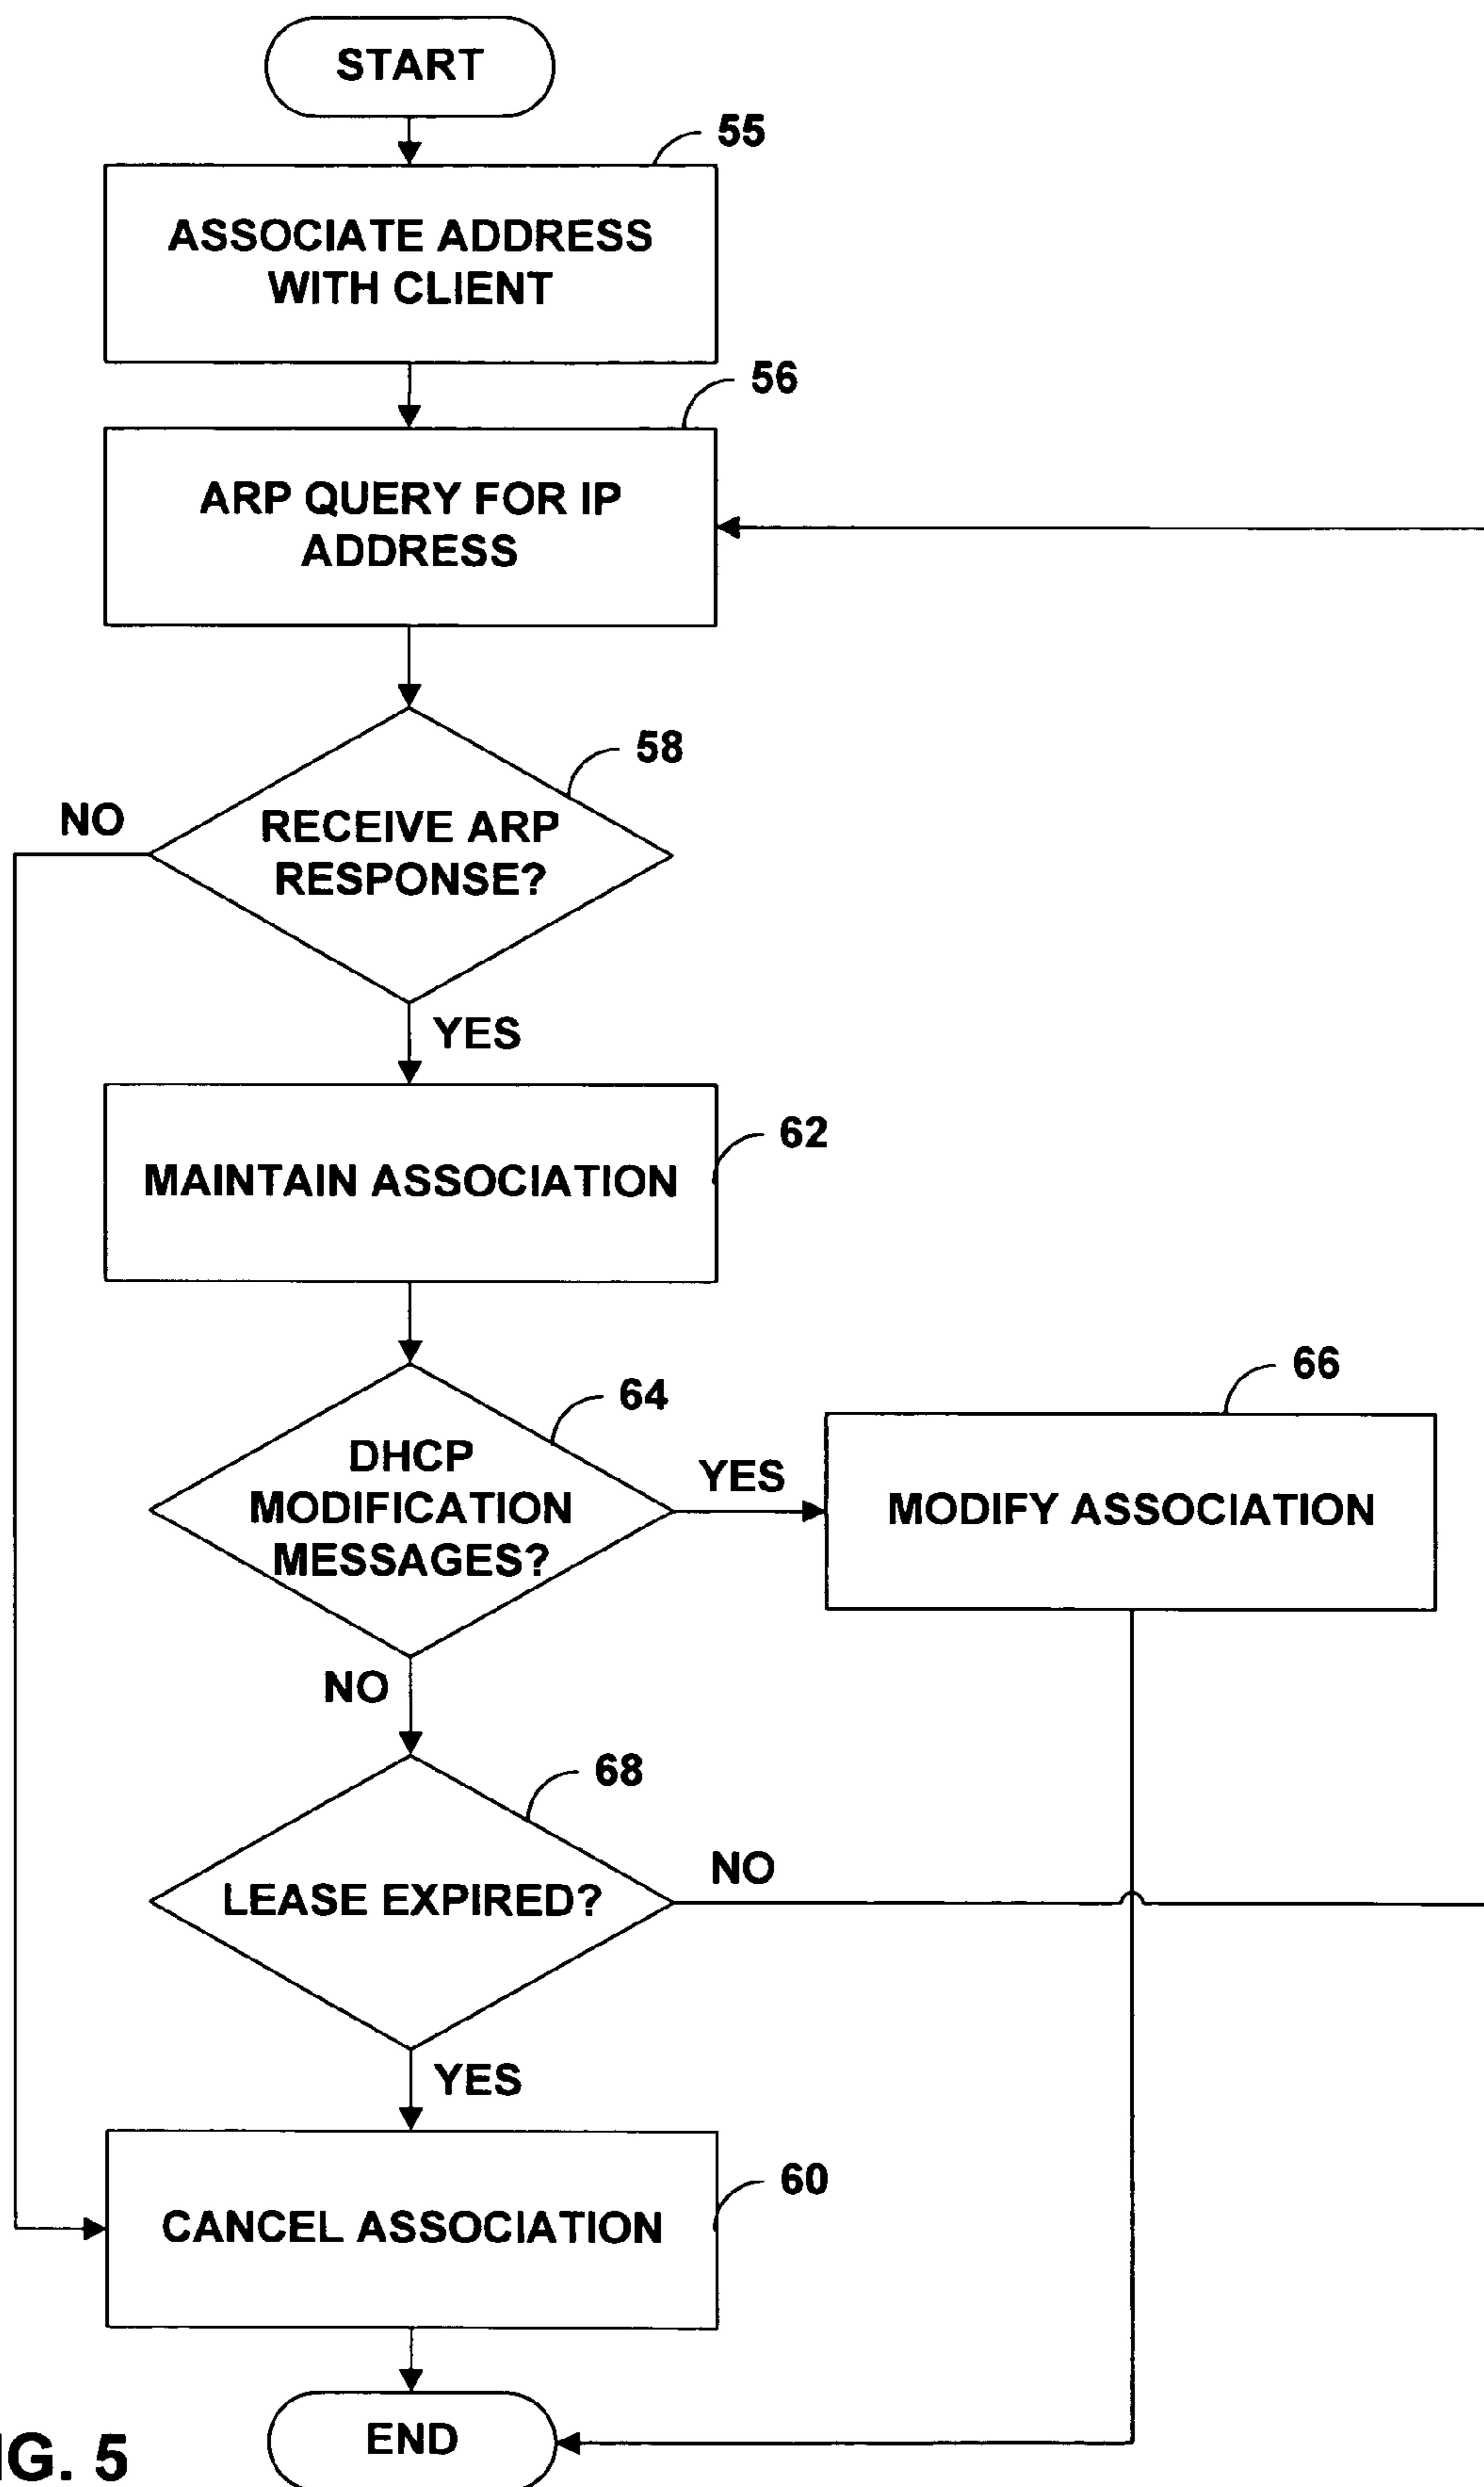 START
55
ASSOCIATE ADDRESS
WITH CLIENT
56
ARP QUERY FOR IP
ADDRESS
58
NO
RECEIVE ARP
RESPONSE?
YES
62
MAINTAIN ASSOCIATION
64
66
DHCP
MODIFICATION
MESSAGES?
YES
MODIFY ASSOCIATION
NO
68
LEASE EXPIRED?
NO
YES
60
CANCEL ASSOCIATION
END
IG. 5